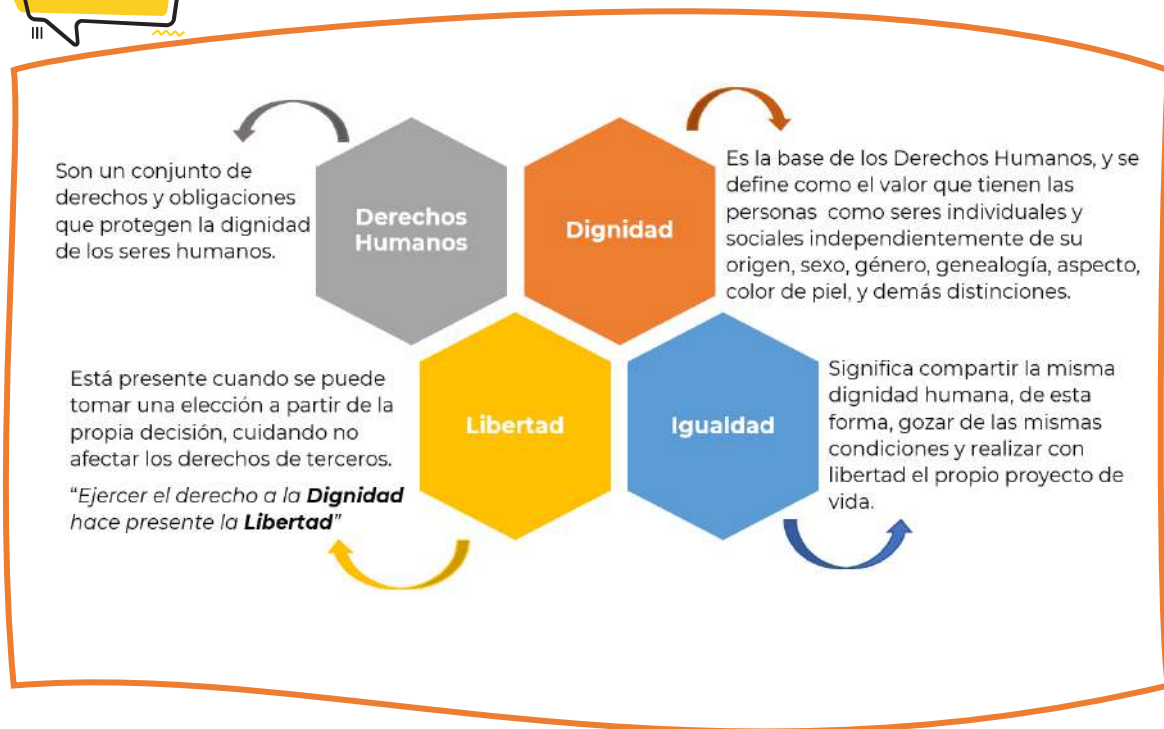 Son un conjunto de
derechos y obligaciones
que protegen la dignidad
de los seres humanos.
Derechos
Humanos
Dignidad
Es la base de los Derechos Humanos, y se
define como el valor que tienen las
personas como seres individuales y
sociales independientemente de su
origen, sexo, género, genealogía, aspecto,
color de piel, y demás distinciones.
Está presente cuando se puede
tomar una elección a partir de la
propia decisión, cuidando no
afectar los derechos de terceros.
“Ejercer el derecho a la Dignidad
hace presente la Libertad”
Libertad
Igualdad
Significa compartir la misma
dignidad humana, de esta
forma, gozar de las mismas
condiciones y realizar con
libertad el propio proyecto de
vida.